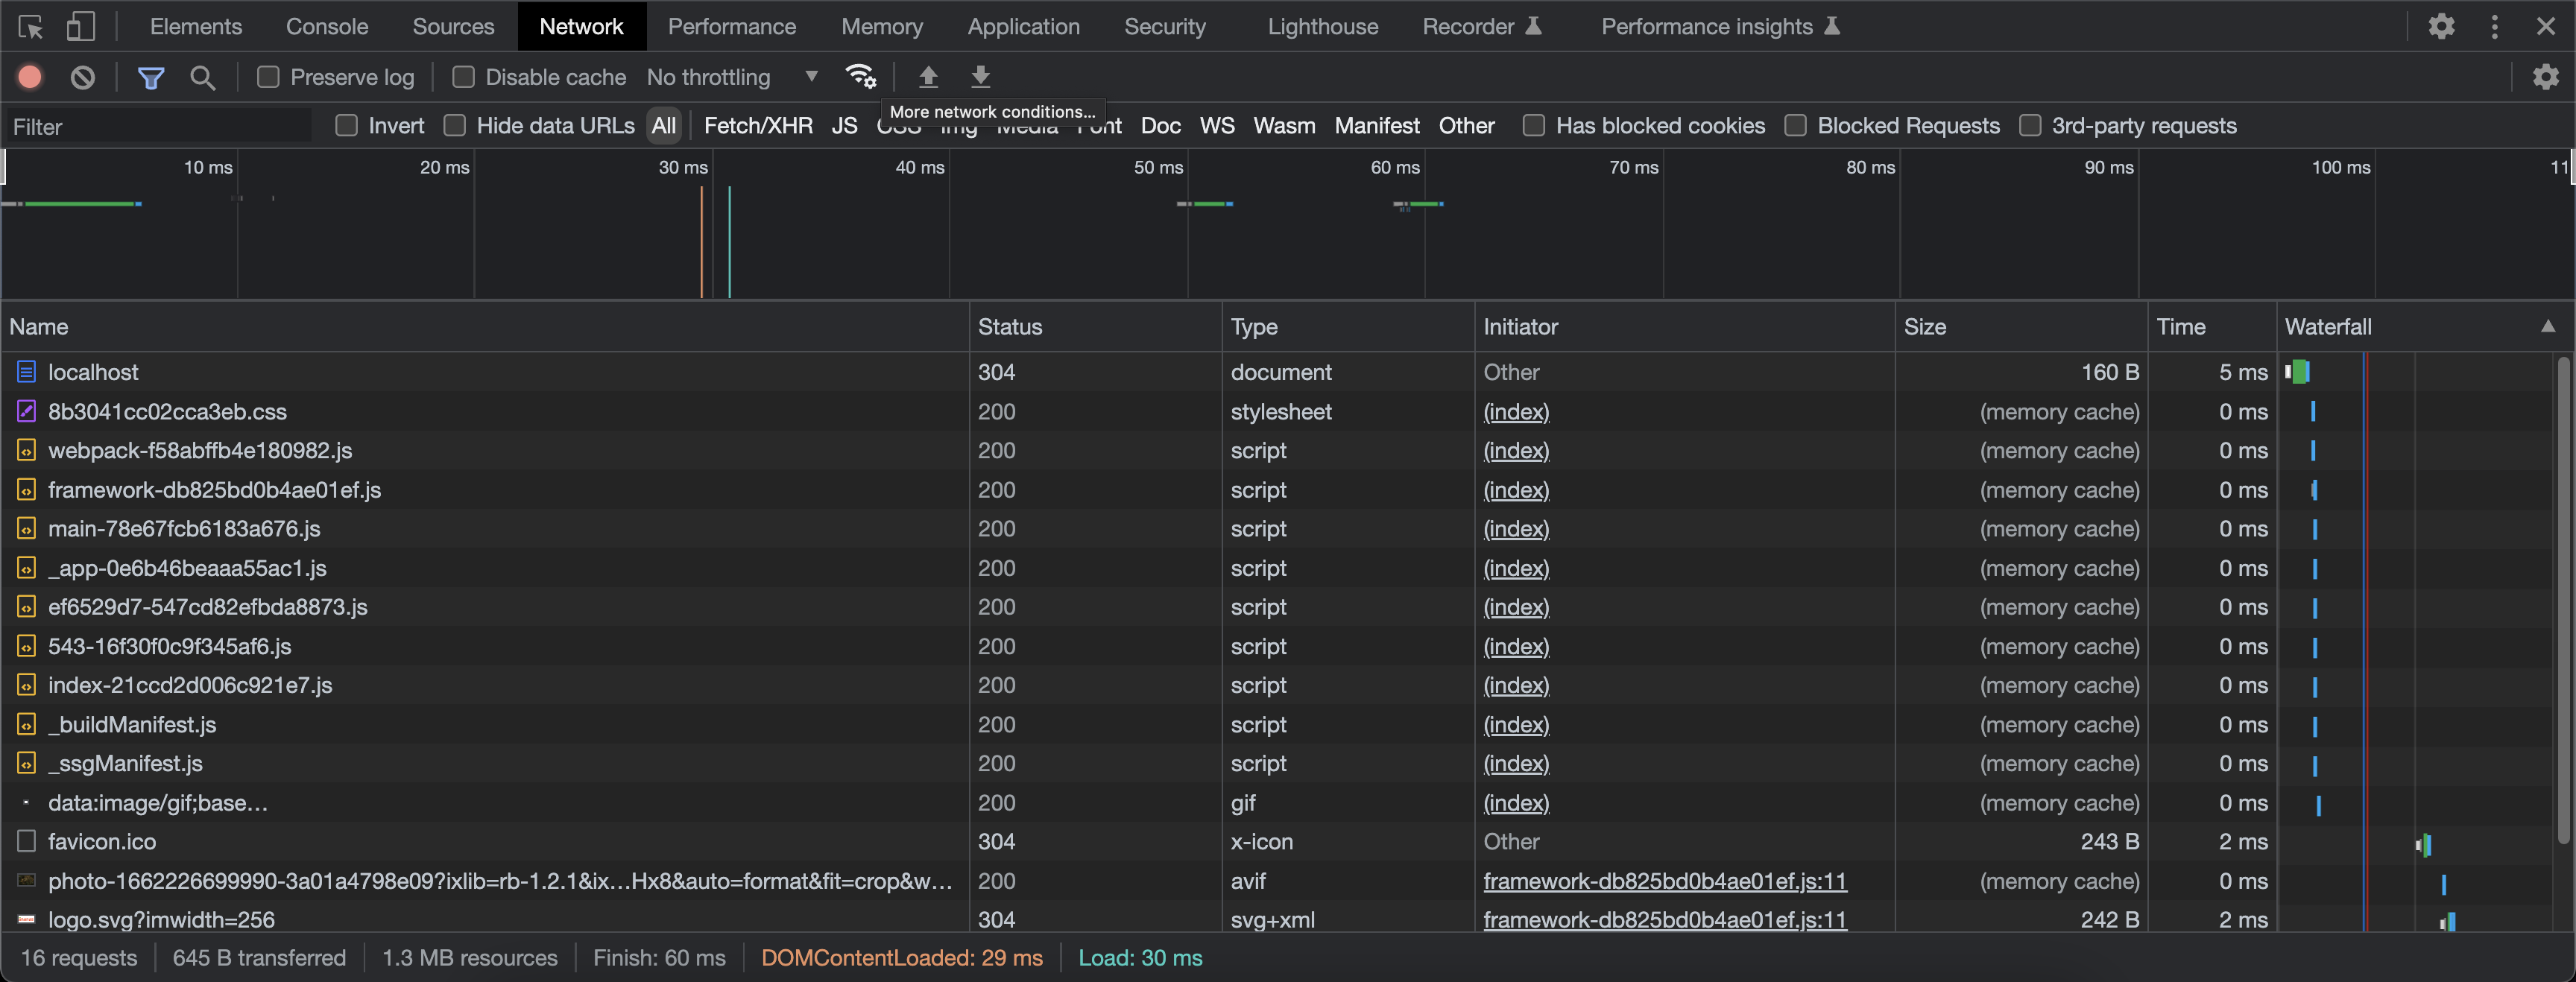 Elements Console Sources Network Performance Memory Application Security Lighthouse Recorder Performance insights
Preserve log Disable cache No throttling
More network conditions...
Filter Invert Hide data URLs All Fetch/XHR JS CSS Img Media Font Doc WS Wasm Manifest Other Has blocked cookies Blocked Requests 3rd-party requests
10 ms 20 ms 30 ms 40 ms 50 ms 60 ms 70 ms 80 ms 90 ms 100 ms 11
Name Status Type Initiator Size Time Waterfall
localhost 304 document Other 160 B 5 ms
8b3041cc02cca3eb.css 200 stylesheet (index) (memory cache) 0 ms
webpack-f58abffb4e180982.js 200 script (index) (memory cache) 0 ms
framework-db825bd0b4ae01ef.js 200 script (index) (memory cache) 0 ms
main-78e67fcb6183a676.js 200 script (index) (memory cache) 0 ms
_app-0e6b46beaaa55ac1.js 200 script (index) (memory cache) 0 ms
ef6529d7-547cd82efbda8873.js 200 script (index) (memory cache) 0 ms
543-16f30f0c9f345af6.js 200 script (index) (memory cache) 0 ms
index-21ccd2d006c921e7.js 200 script (index) (memory cache) 0 ms
_buildManifest.js 200 script (index) (memory cache) 0 ms
_ssgManifest.js 200 script (index) (memory cache) 0 ms
data:image/gif;base… 200 gif (index) (memory cache) 0 ms
favicon.ico 304 x-icon Other 243 B 2 ms
photo-1662226699990-3a01a4798e09?ixlib=rb-1.2.1&ix…Hx8&auto=format&fit=crop&w… 200 avif framework-db825bd0b4ae01ef.js:11 (memory cache) 0 ms
logo.svg?imwidth=256 304 svg+xml framework-db825bd0b4ae01ef.js:11 242 B 2 ms
16 requests 645 B transferred 1.3 MB resources Finish: 60 ms DOMContentLoaded: 29 ms Load: 30 ms